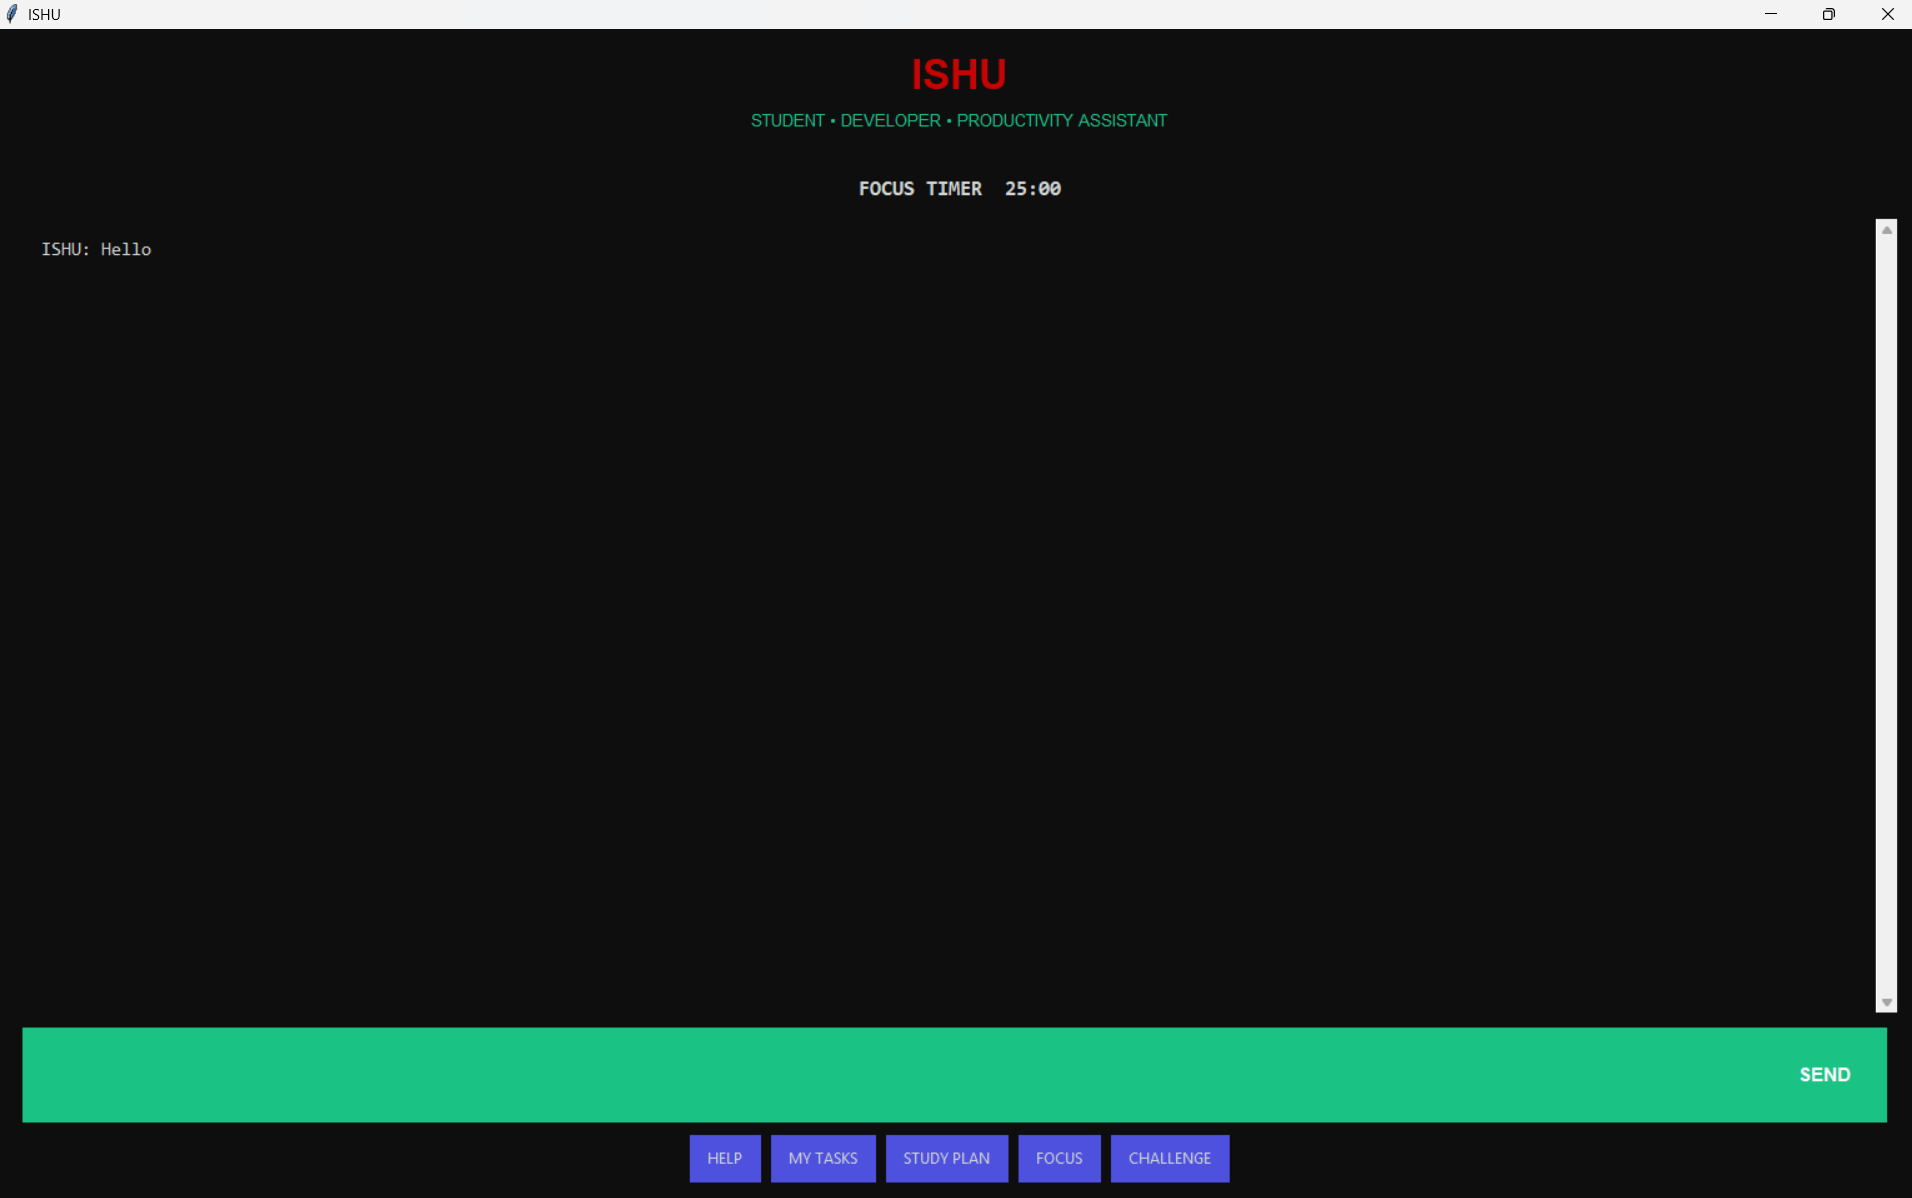 ISHU
ISHU
STUDENT • DEVELOPER • PRODUCTIVITY ASSISTANT
FOCUS TIMER  25:00
ISHU: Hello
SEND
HELP MY TASKS STUDY PLAN FOCUS CHALLENGE